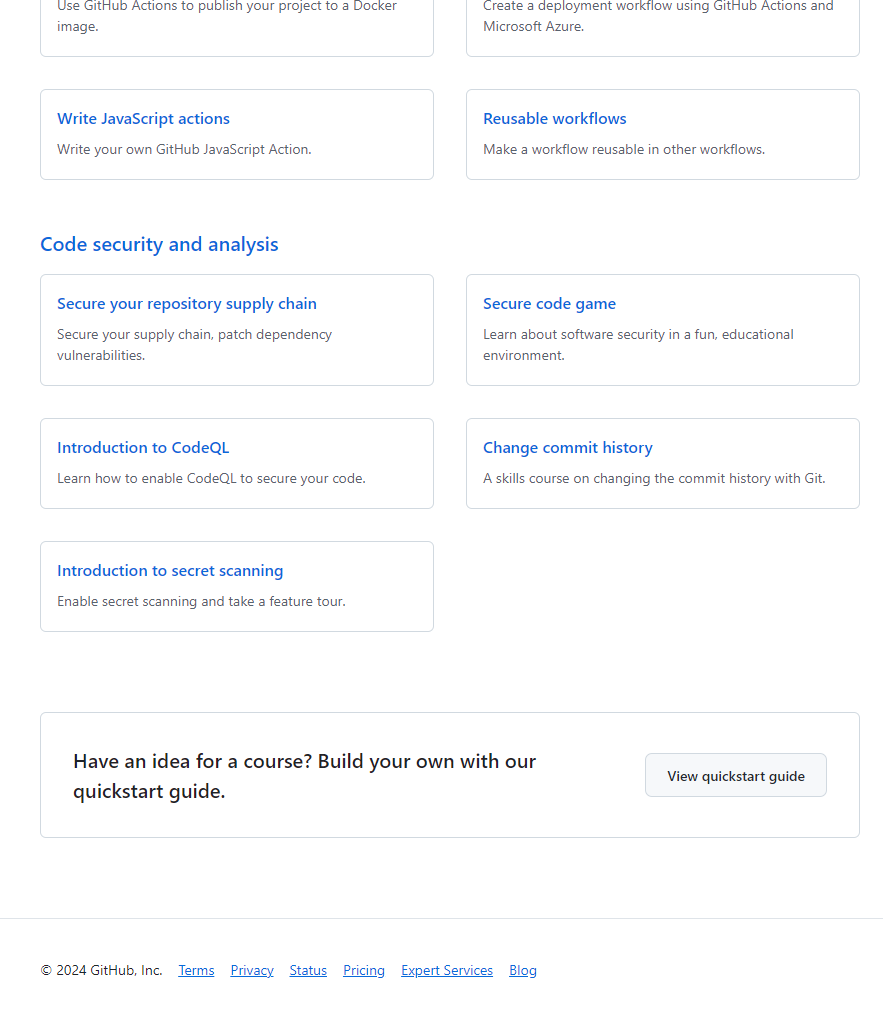 Use GitHub Actions to publish your project to a Docker
image.
Create a deployment workflow using GitHub Actions and
Microsoft Azure.
Write JavaScript actions
Write your own GitHub JavaScript Action.
Reusable workflows
Make a workflow reusable in other workflows.
Code security and analysis
Secure your repository supply chain
Secure your supply chain, patch dependency
vulnerabilities.
Secure code game
Learn about software security in a fun, educational
environment.
Introduction to CodeQL
Learn how to enable CodeQL to secure your code.
Change commit history
A skills course on changing the commit history with Git.
Introduction to secret scanning
Enable secret scanning and take a feature tour.
Have an idea for a course? Build your own with our
quickstart guide.
View quickstart guide
© 2024 GitHub, Inc. Terms Privacy Status Pricing Expert Services Blog